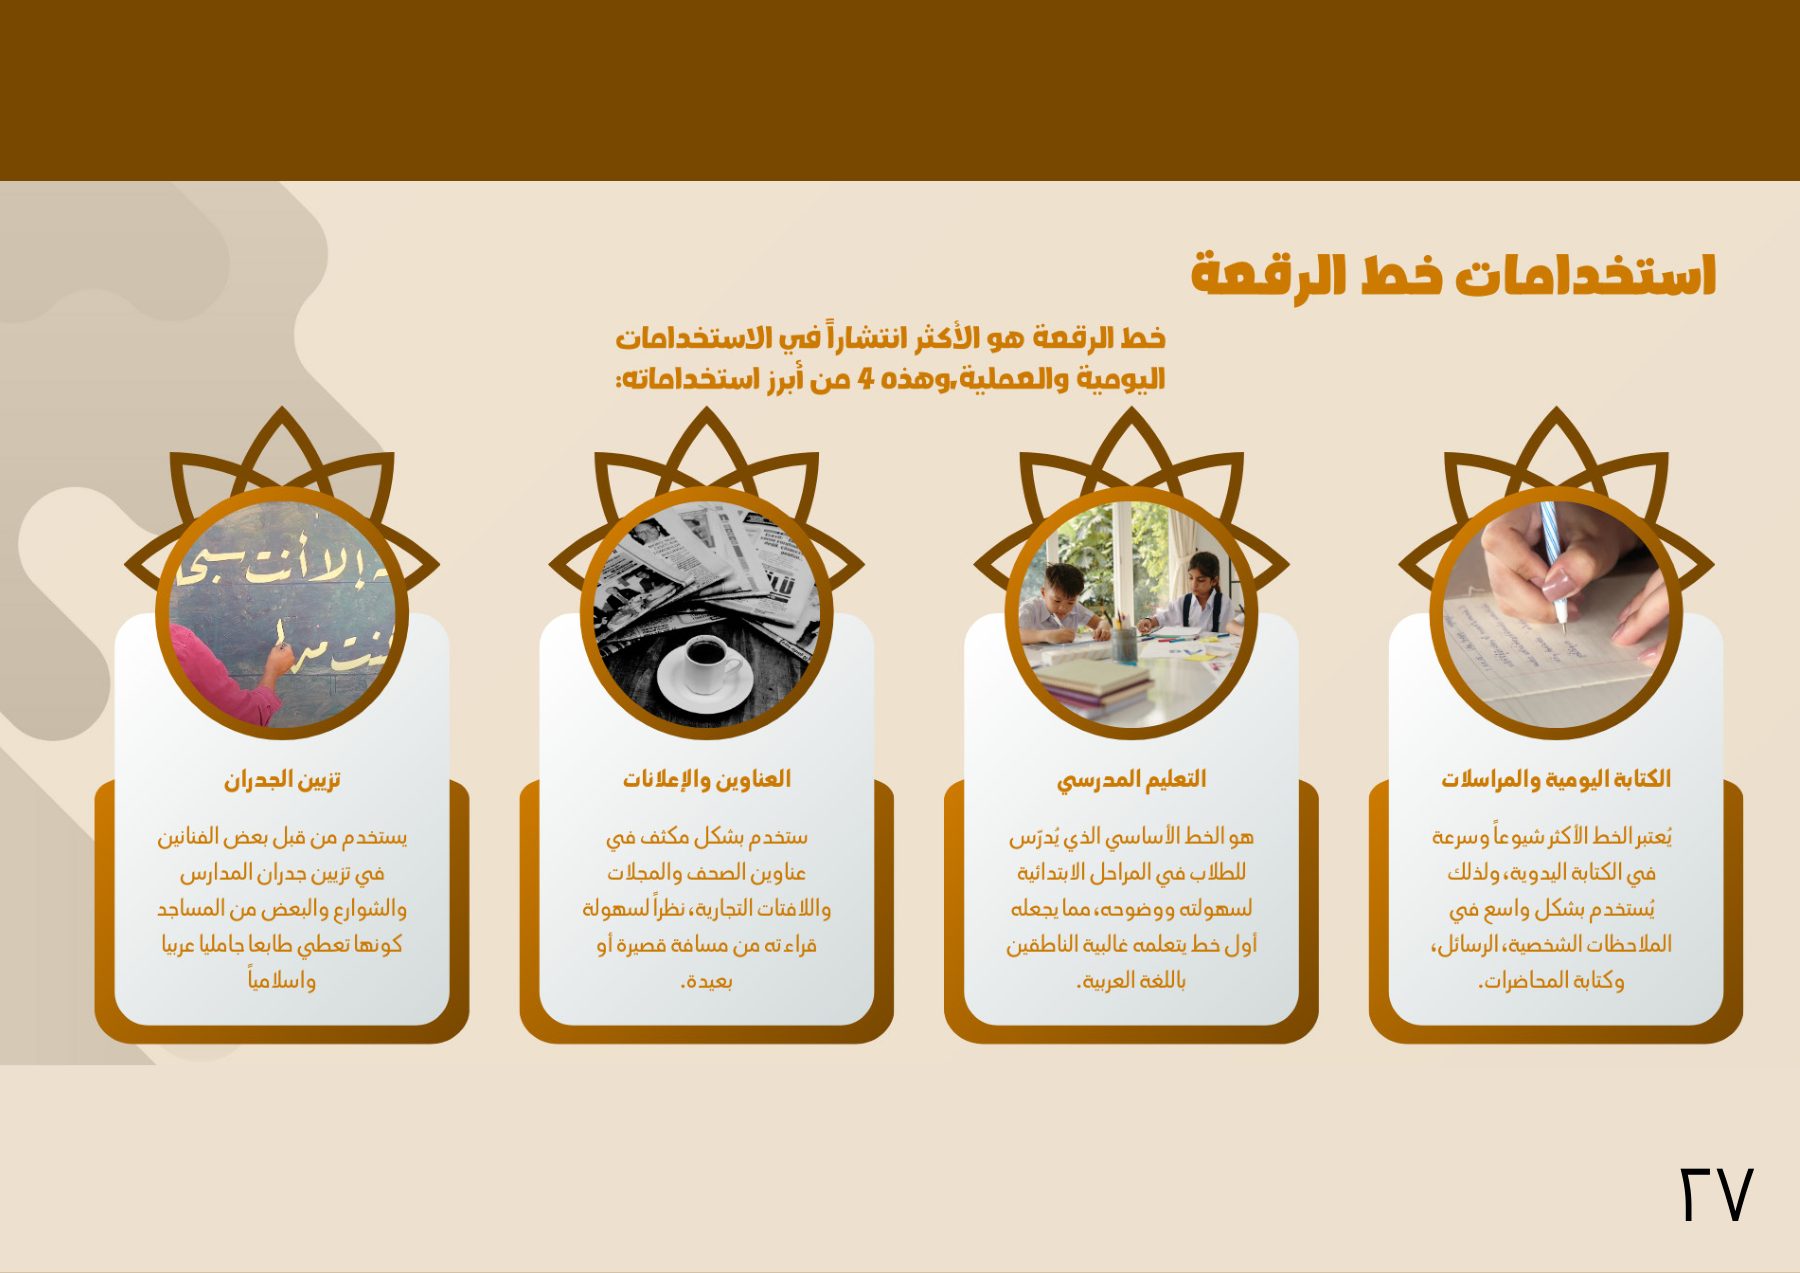 استخدامات خط الرقعة
خط الرقعة هو الأكثر انتشاراً في الاستخدامات
اليومية والعملية،وهذه 4 من أبرز استخداماته:
الكتابة اليومية والمراسلات
يُعتبر الخط الأكثر شيوعاً وسرعة
في الكتابة اليدوية، ولذلك
يُستخدم بشكل واسع في
الملاحظات الشخصية، الرسائل،
وكتابة المحاضرات.
التعليم المدرسي
هو الخط الأساسي الذي يُدرّس
للطلاب في المراحل الابتدائية
لسهولته ووضوحه، مما يجعله
أول خط يتعلمه غالبية الناطقين
باللغة العربية.
العناوين والإعلانات
ستخدم بشكل مكثف في
عناوين الصحف والمجلات
واللافتات التجارية، نظراً لسهولة
قراءته من مسافة قصيرة أو
بعيدة.
إلا أنت سبحا
تزيين الجدران
يستخدم من قبل بعض الفنانين
في تزيين جدران المدارس
والشوارع والبعض من المساجد
كونها تعطي طابعا جامليا عربيا
واسلامياً
٢٧